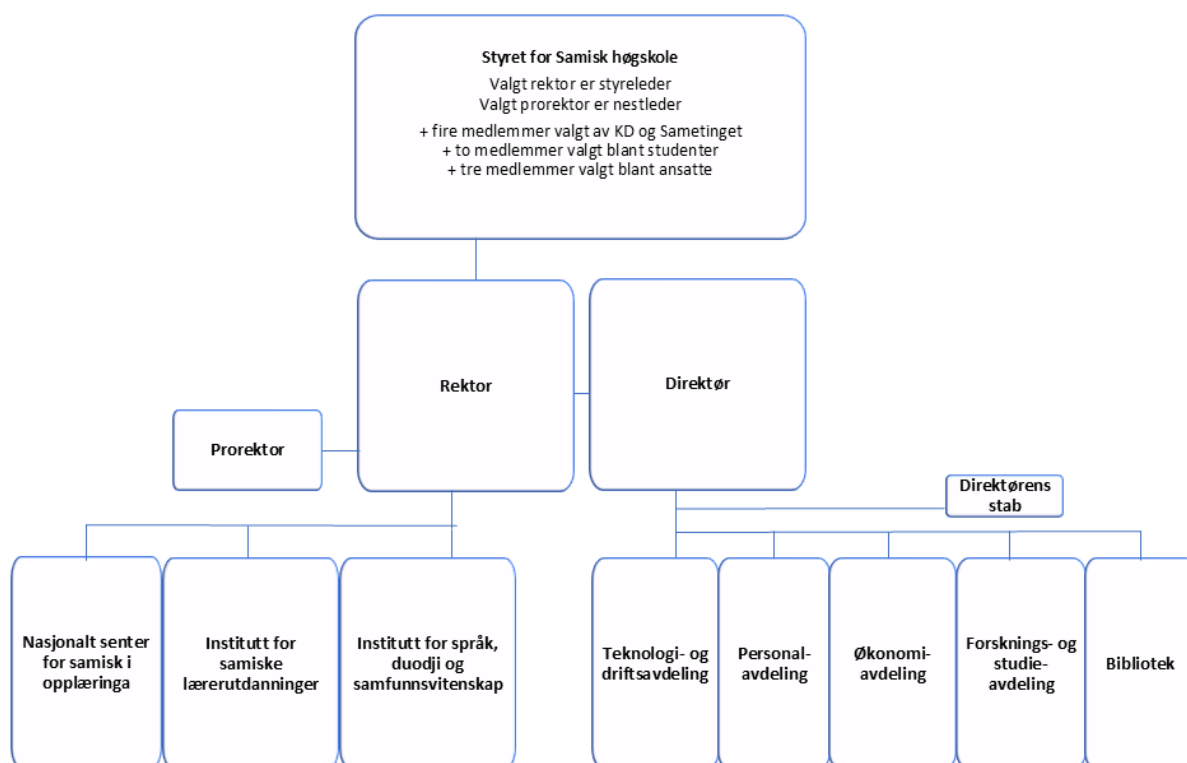 Styret for Samisk høgskole
Valgt rektor er styreleder
Valgt prorektor er nestleder
+ fire medlemmer valgt av KD og Sametinget
+ to medlemmer valgt blant studenter
+ tre medlemmer valgt blant ansatte
Rektor
Direktør
Prorektor
Direktørens
stab
Nasjonalt senter
for samisk i
opplæringa
Institutt for
samiske
lærerutdanninger
Institutt for språk,
duodji og
samfunnsvitenskap
Teknologi- og
driftsavdeling
Personal-
avdeling
Økonomi-
avdeling
Forsknings- og
studie-
avdeling
Bibliotek